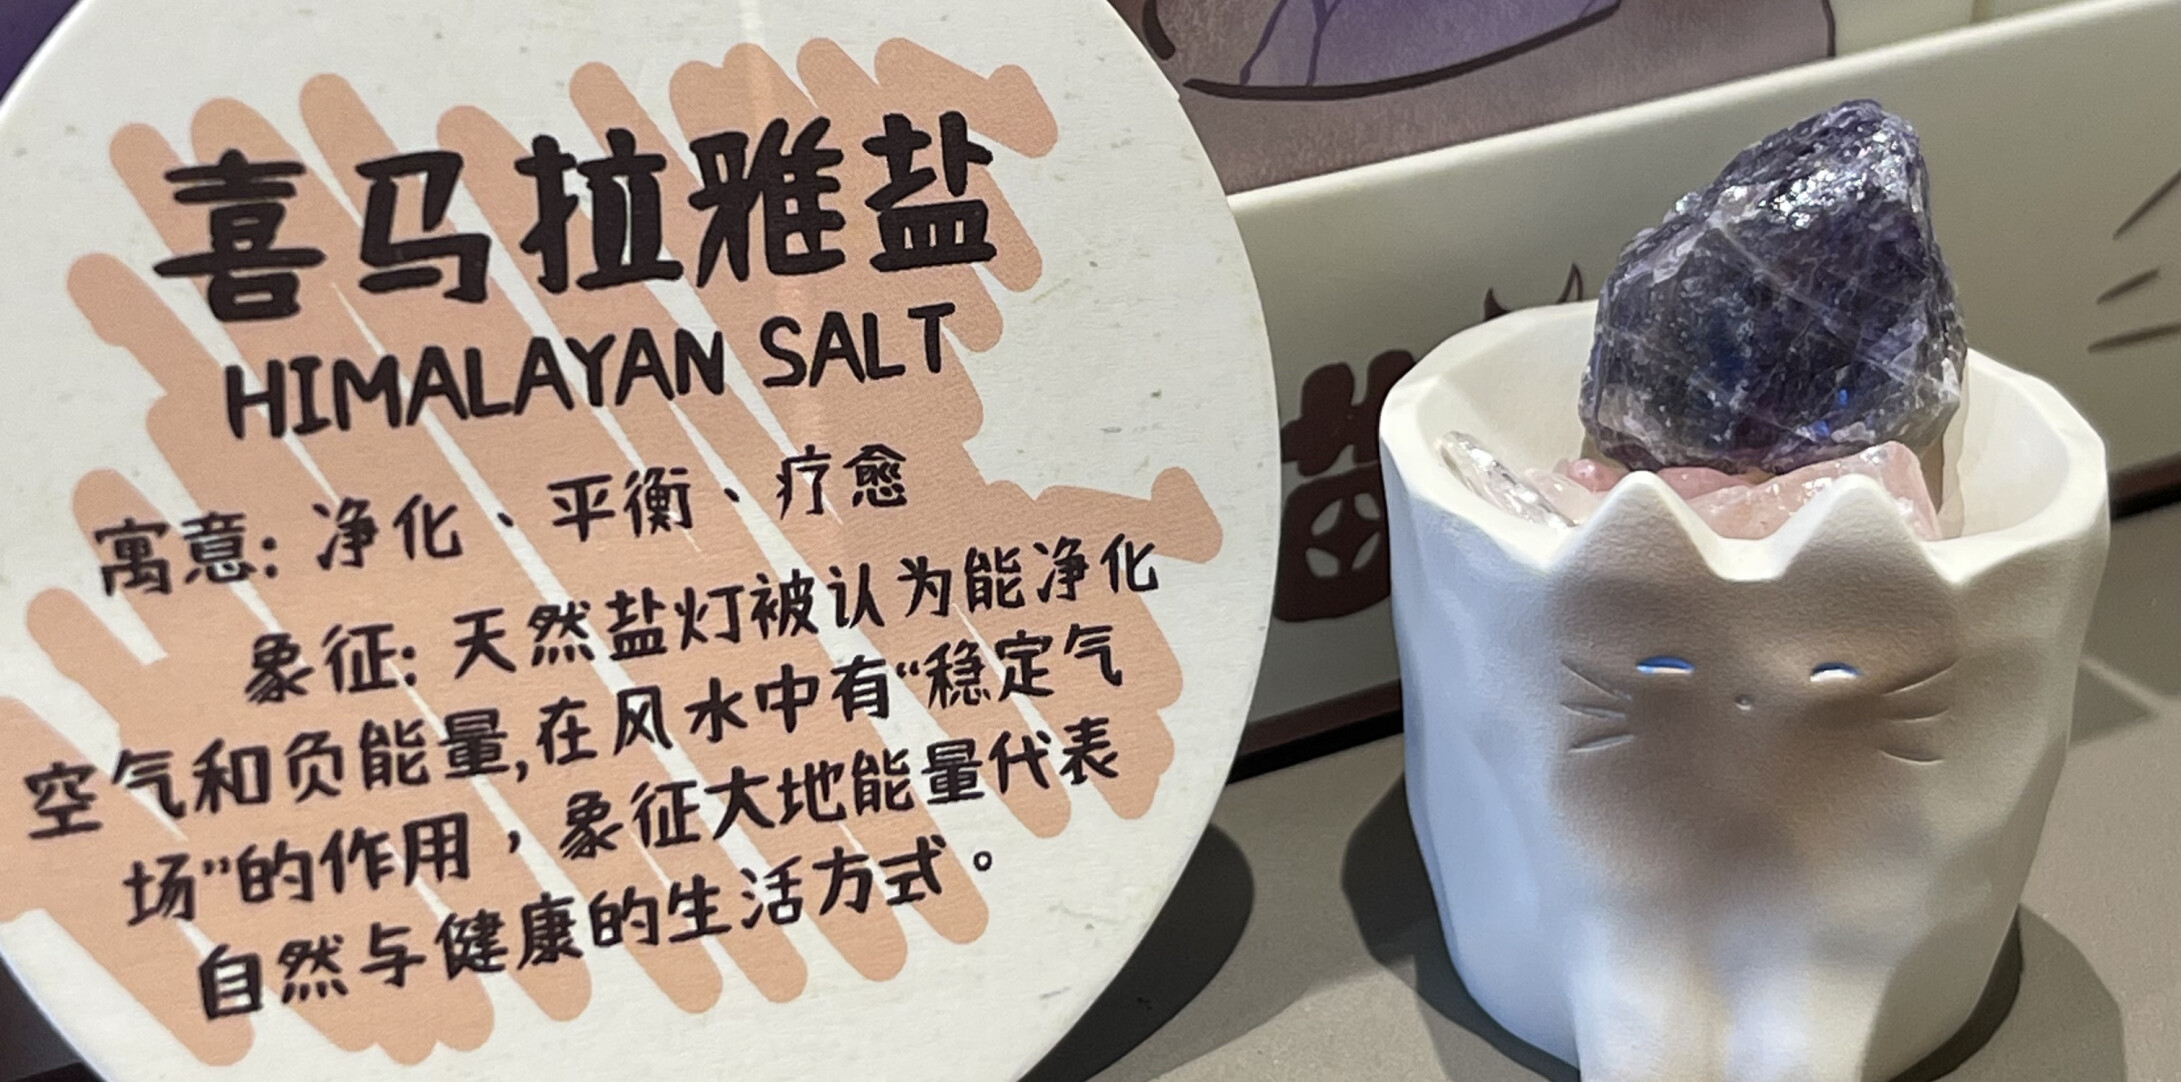 喜马拉雅盐
HIMALAYAN SALT
寓意：净化、平衡、疗愈
象征：天然盐灯被认为能净化
空气和负能量,在风水中有“稳定气
场”的作用，象征大地能量代表
自然与健康的生活方式。